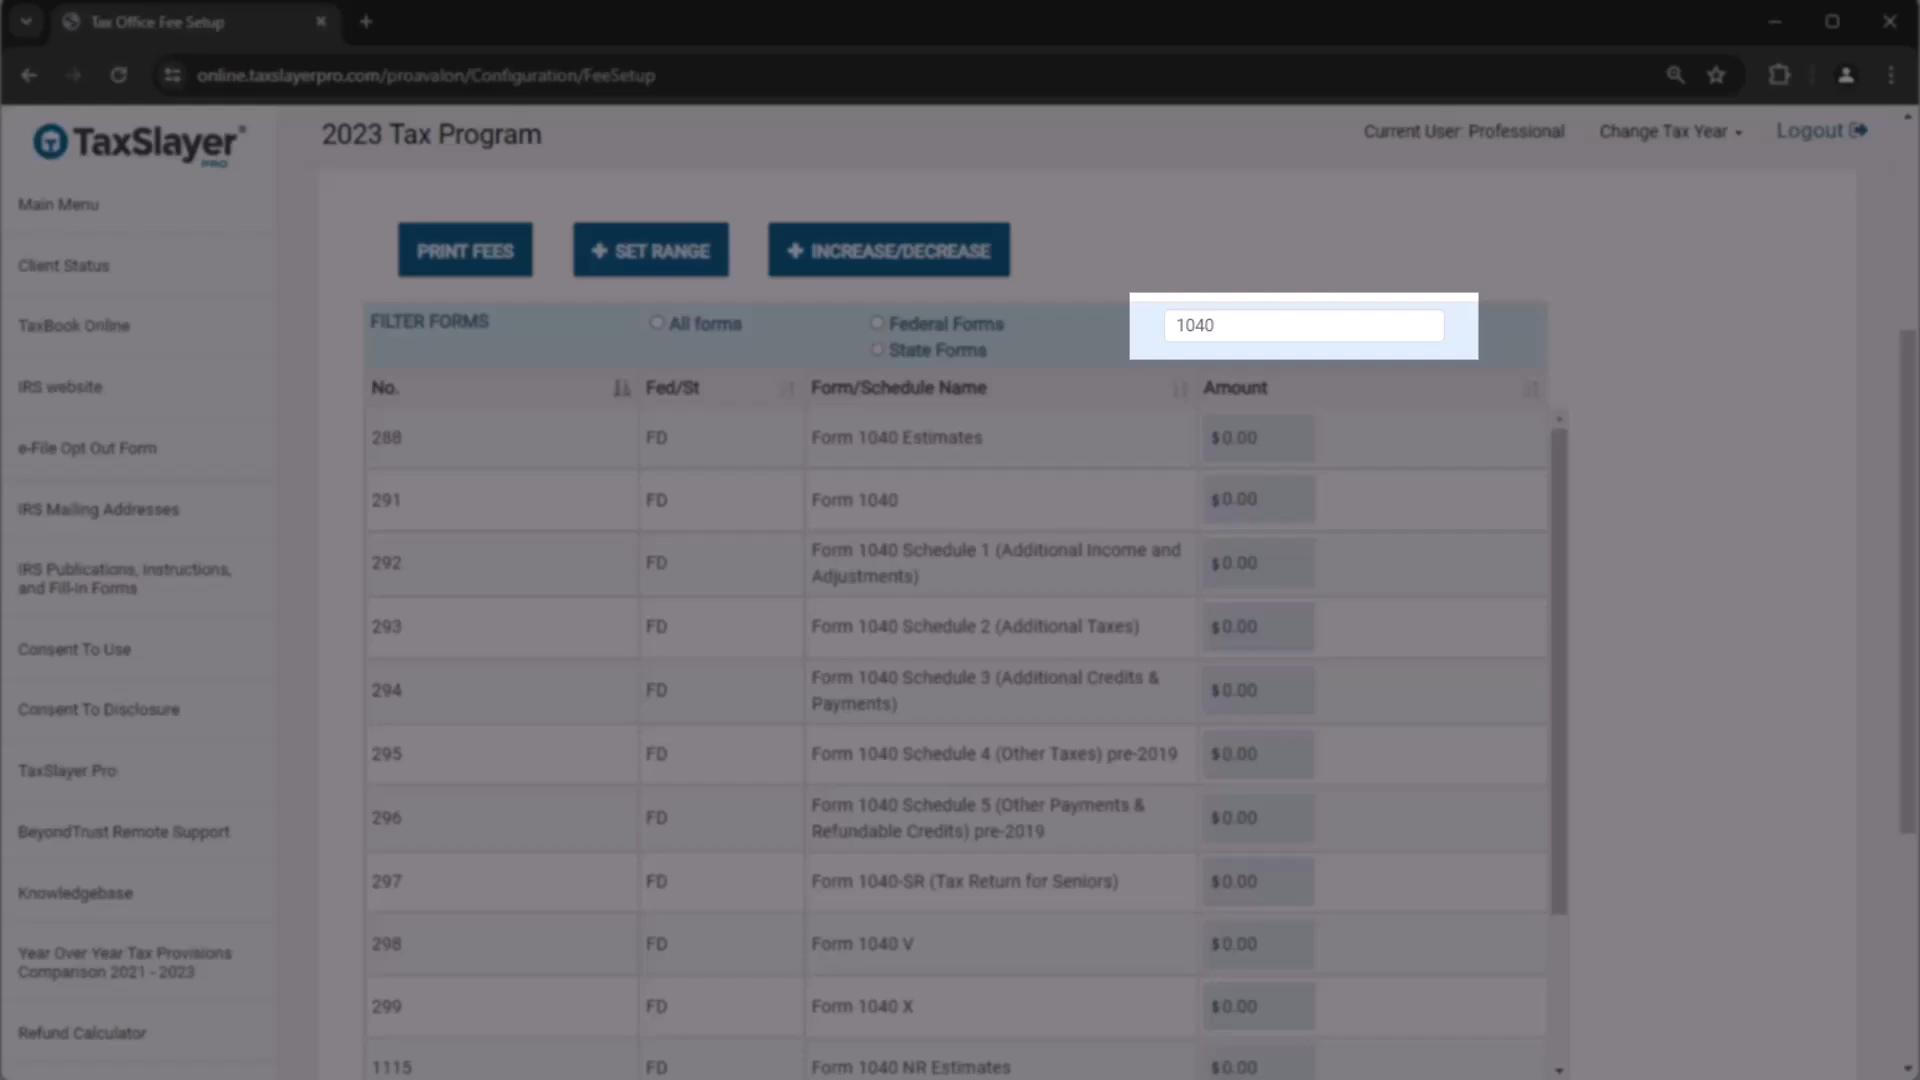 Tax Office Fee Setup
online.taxslayerpro.com/proavalon/Configuration/FeeSetup
TaxSlayer®
PRO
2023 Tax Program
Current User: Professional
Change Tax Year
Logout
Main Menu
Client Status
TaxBook Online
IRS website
e-File Opt Out Form
IRS Mailing Addresses
IRS Publications, Instructions,
and Fill-In Forms
Consent To Use
Consent To Disclosure
TaxSlayer Pro
BeyondTrust Remote Support
Knowledgebase
Year Over Year Tax Provisions
Comparison 2021 - 2023
Refund Calculator
PRINT FEES
+ SET RANGE
+ INCREASE/DECREASE
FILTER FORMS
All forms
Federal Forms
State Forms
1040
No. Fed/St Form/Schedule Name Amount
288 FD Form 1040 Estimates $0.00
291 FD Form 1040 $0.00
292 FD Form 1040 Schedule 1 (Additional Income and
Adjustments) $0.00
293 FD Form 1040 Schedule 2 (Additional Taxes) $0.00
294 FD Form 1040 Schedule 3 (Additional Credits &
Payments) $0.00
295 FD Form 1040 Schedule 4 (Other Taxes) pre-2019 $0.00
296 FD Form 1040 Schedule 5 (Other Payments &
Refundable Credits) pre-2019 $0.00
297 FD Form 1040-SR (Tax Return for Seniors) $0.00
298 FD Form 1040 V $0.00
299 FD Form 1040 X $0.00
1115 FD Form 1040 NR Estimates $0.00